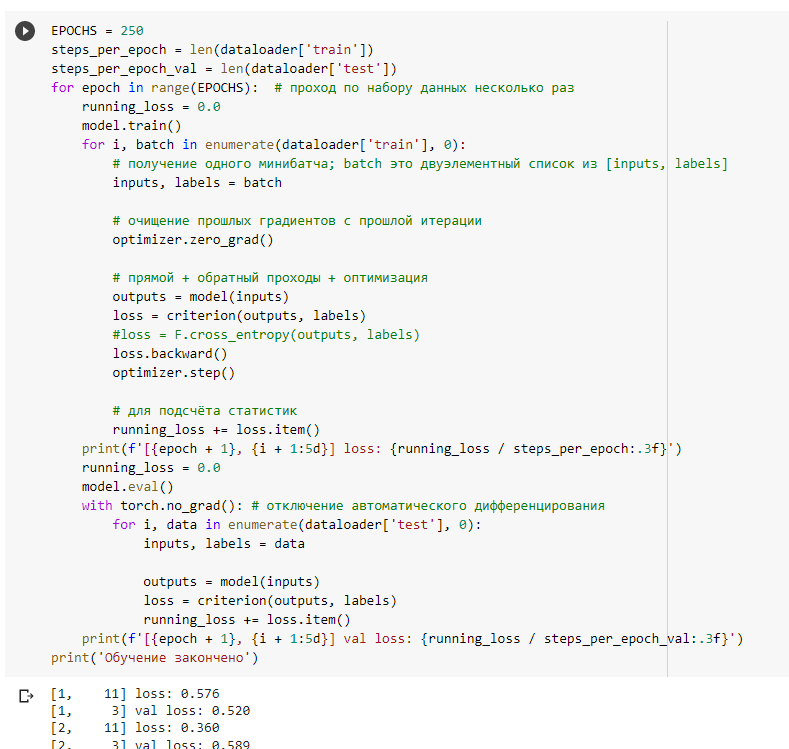 EPOCHS = 250
steps_per_epoch = len(dataloader['train'])
steps_per_epoch_val = len(dataloader['test'])
for epoch in range(EPOCHS):  # проход по набору данных несколько раз
    running_loss = 0.0
    model.train()
    for i, batch in enumerate(dataloader['train'], 0):
        # получение одного минибатча; batch это двуэлементный список из [inputs, labels]
        inputs, labels = batch

        # очищение прошлых градиентов с прошлой итерации
        optimizer.zero_grad()

        # прямой + обратный проходы + оптимизация
        outputs = model(inputs)
        loss = criterion(outputs, labels)
        #loss = F.cross_entropy(outputs, labels)
        loss.backward()
        optimizer.step()

        # для подсчёта статистик
        running_loss += loss.item()
    print(f'[{epoch + 1}, {i + 1:5d}] loss: {running_loss / steps_per_epoch:.3f}')
    running_loss = 0.0
    model.eval()
    with torch.no_grad(): # отключение автоматического дифференцирования
        for i, data in enumerate(dataloader['test'], 0):
            inputs, labels = data

            outputs = model(inputs)
            loss = criterion(outputs, labels)
            running_loss += loss.item()
    print(f'[{epoch + 1}, {i + 1:5d}] val loss: {running_loss / steps_per_epoch_val:.3f}')
print('Обучение закончено')
[1,    11] loss: 0.576
[1,     3] val loss: 0.520
[2,    11] loss: 0.360
[2,     3] val loss: 0.589